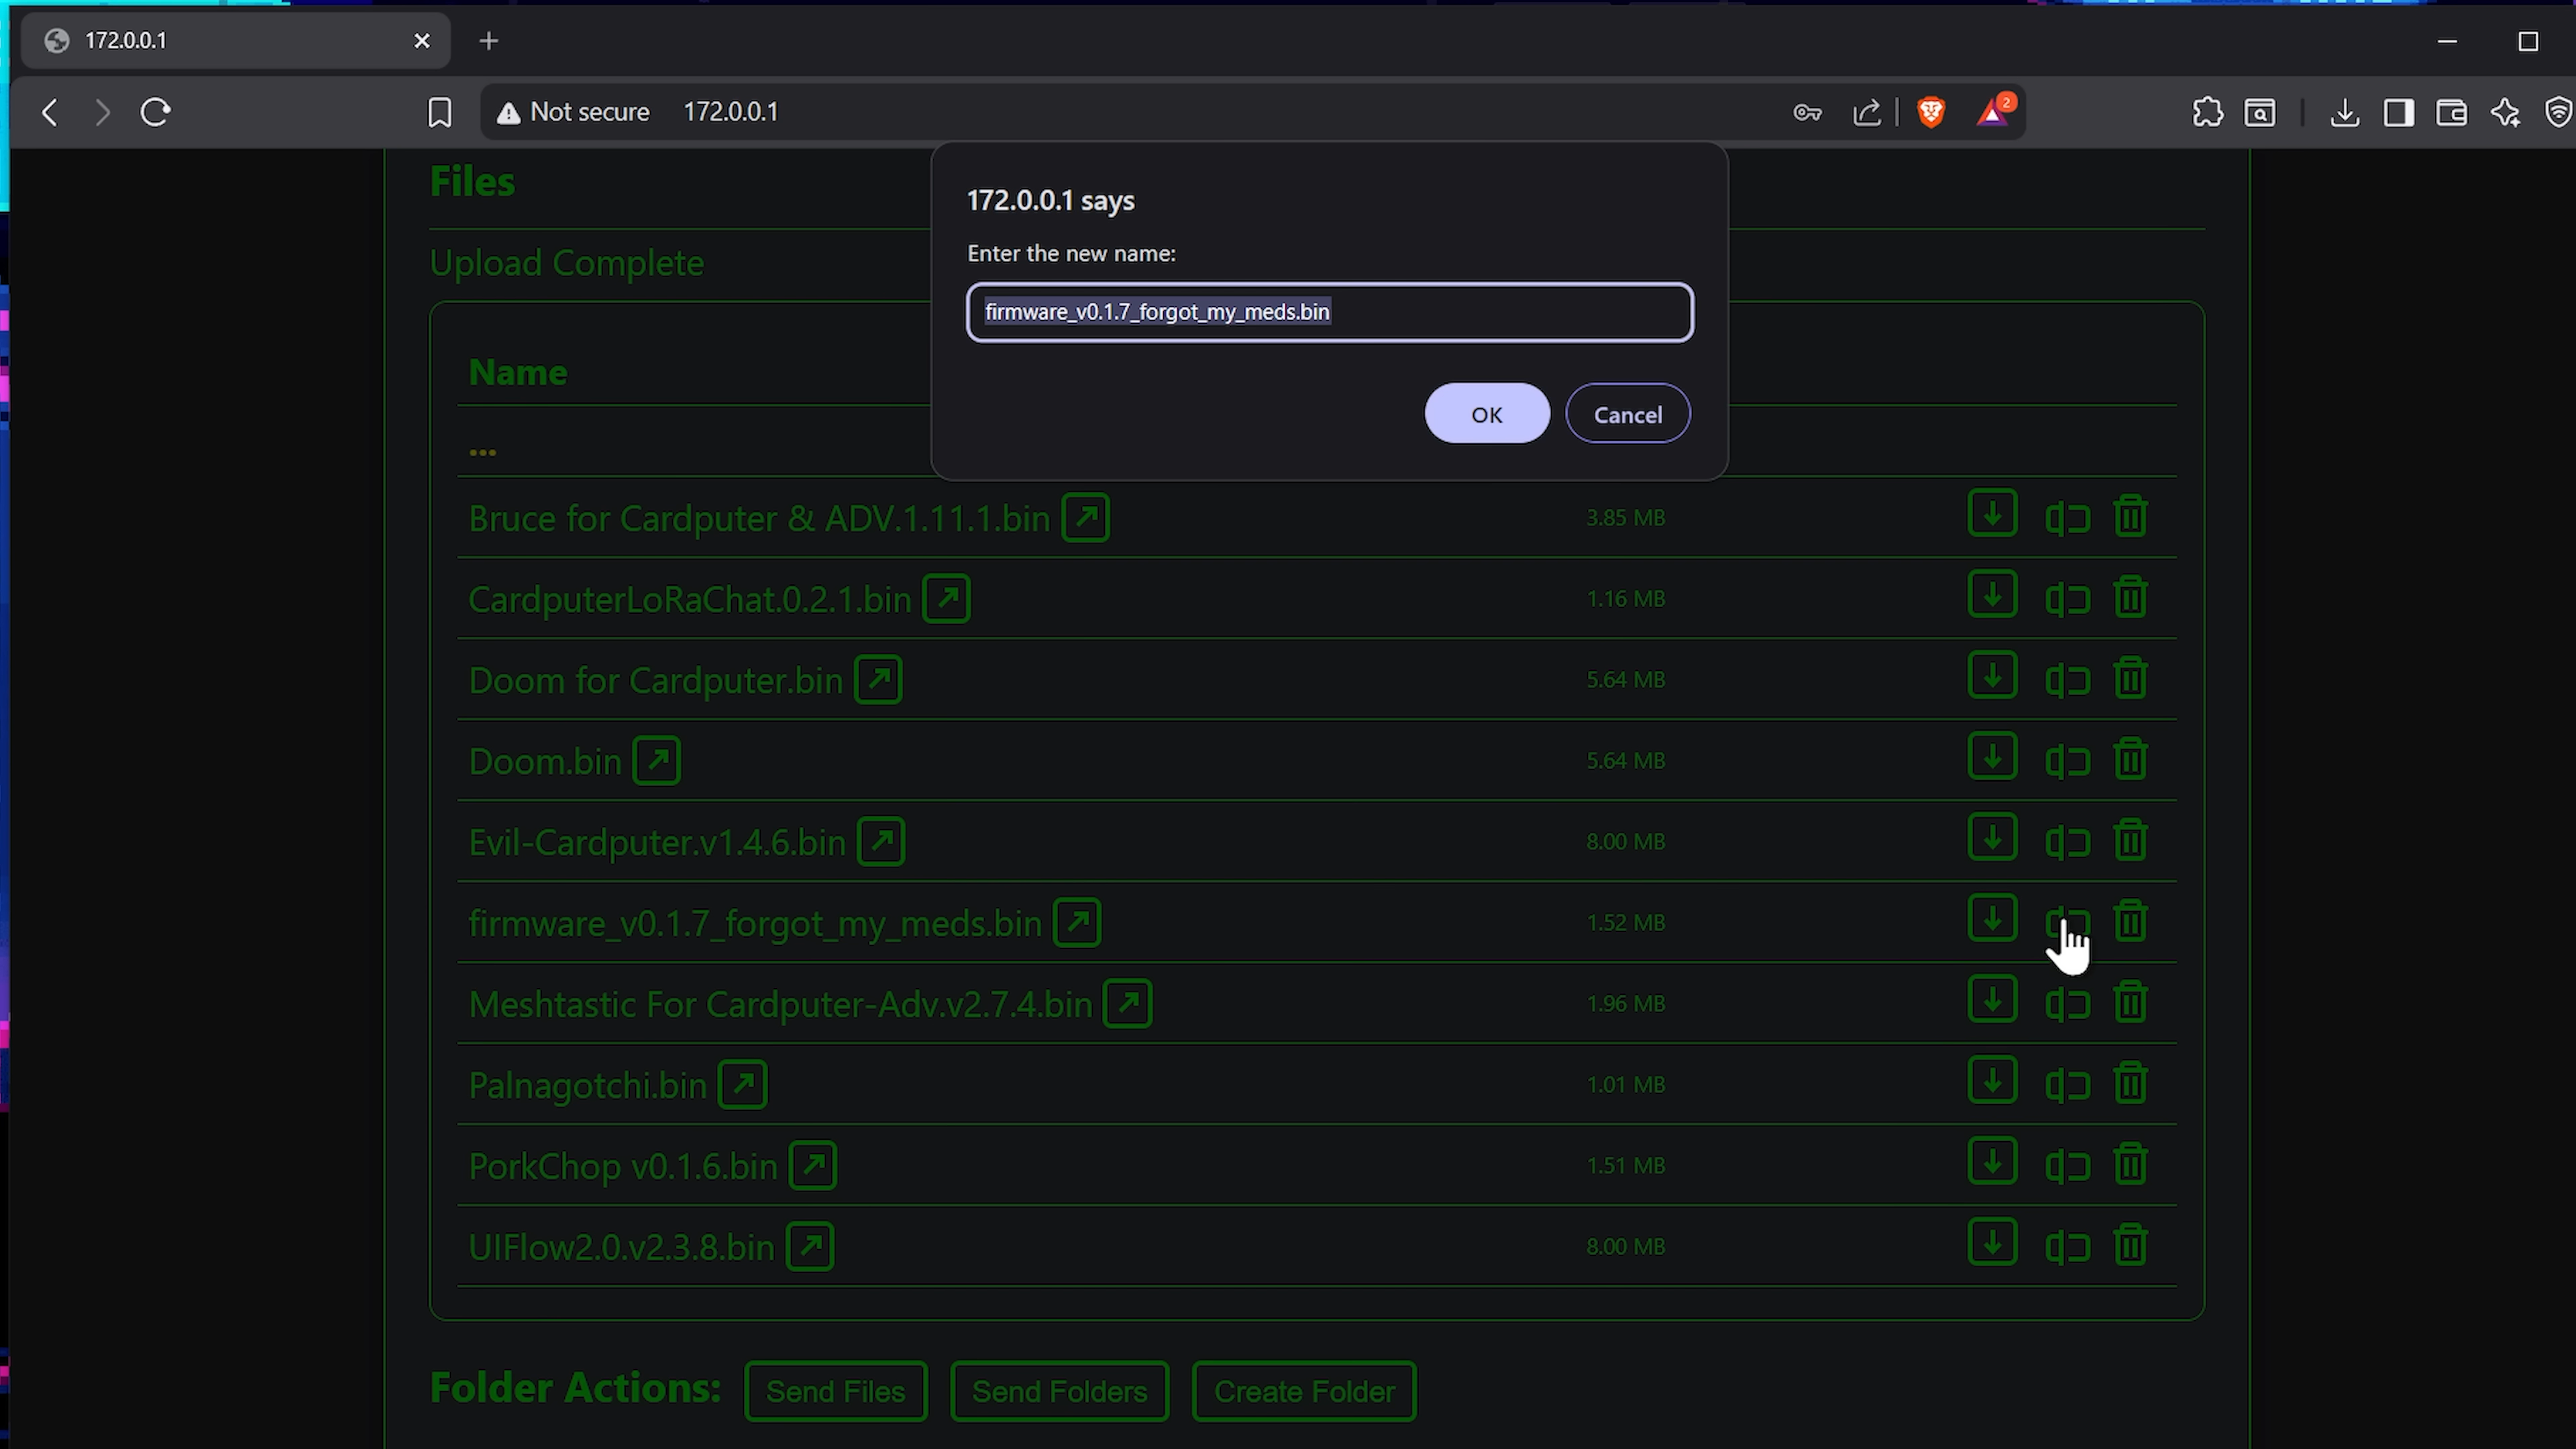 172.0.0.1
Not secure 172.0.0.1
2
172.0.0.1 says
Enter the new name:
firmware_v0.1.7_forgot_my_meds.bin
OK Cancel
Files
Upload Complete
Name
...
Bruce for Cardputer & ADV.1.11.1.bin 3.85 MB
CardputerLoRaChat.0.2.1.bin 1.16 MB
Doom for Cardputer.bin 5.64 MB
Doom.bin 5.64 MB
Evil-Cardputer.v1.4.6.bin 8.00 MB
firmware_v0.1.7_forgot_my_meds.bin 1.52 MB
Meshtastic For Cardputer-Adv.v2.7.4.bin 1.96 MB
Palnagotchi.bin 1.01 MB
PorkChop v0.1.6.bin 1.51 MB
UIFlow2.0.v2.3.8.bin 8.00 MB
Folder Actions: Send Files Send Folders Create Folder